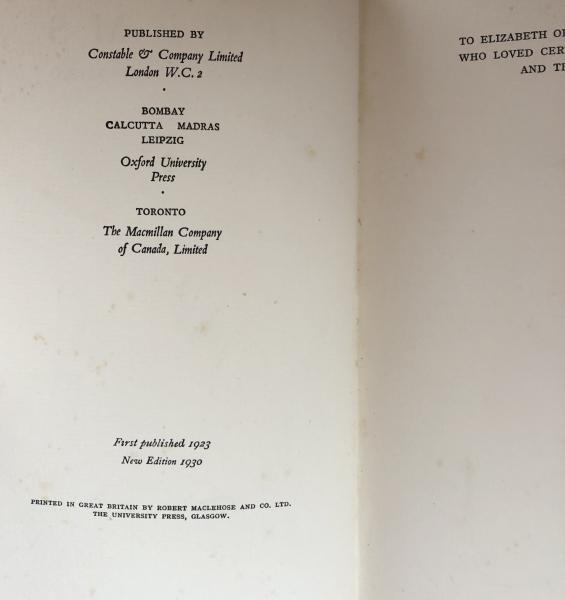 PUBLISHED BY
Constable & Company Limited
London W.C. 2
BOMBAY
CALCUTTA MADRAS
LEIPZIG
Oxford University
Press
TORONTO
The Macmillan Company
of Canada, Limited
First published 1923
New Edition 1930
PRINTED IN GREAT BRITAIN BY ROBERT MACLEHOSE AND CO. LTD.
THE UNIVERSITY PRESS, GLASGOW.
TO ELIZABETH
WHO LOVED
AND